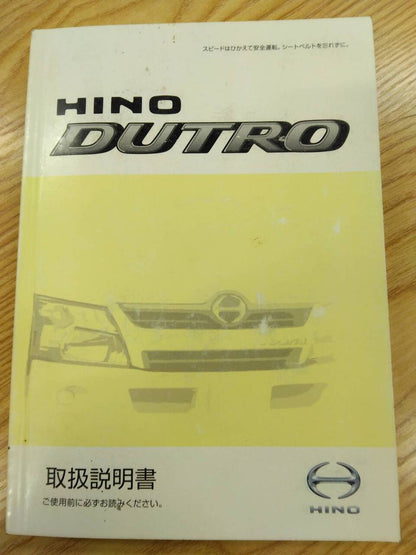 スピードはひかえて安全運転。シートベルトを忘れずに。
HINO
DUTRO
取扱説明書
ご使用前に必ずお読みください。
HINO